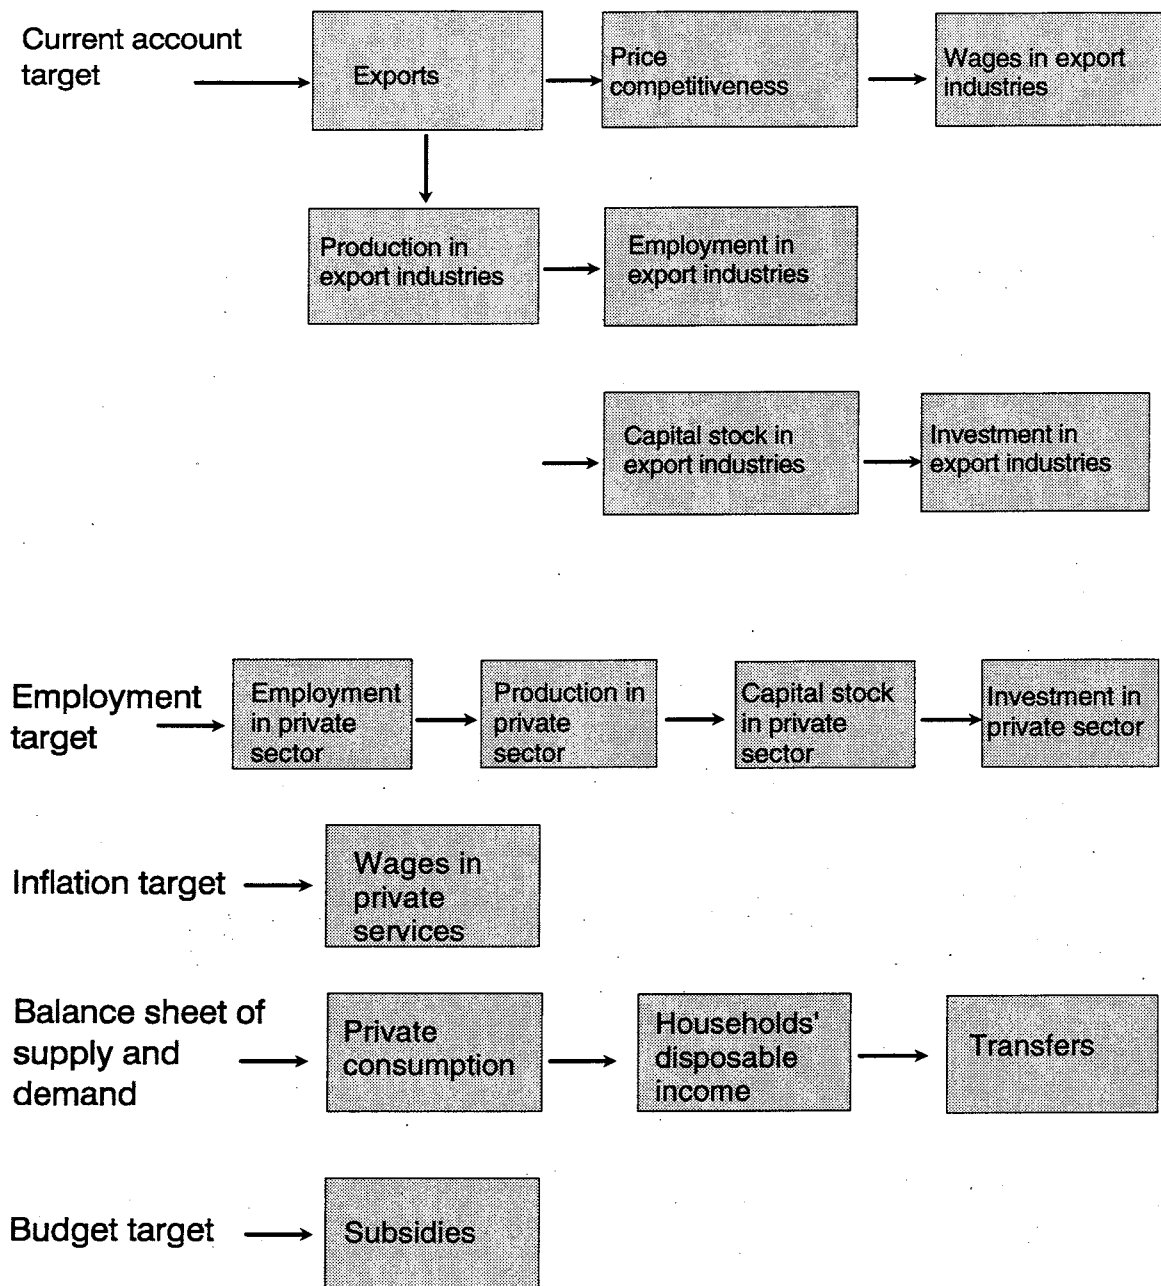 Current account
target
Exports
Price
competitiveness
Wages in export
industries
Production in
export industries
Employment in
export industries
Capital stock in
export industries
Investment in
export industries
Employment
target
Employment
in private
sector
Production in
private
sector
Capital stock
in private
sector
Investment in
private sector
Inflation target
Wages in
private
services
Balance sheet of
supply and
demand
Private
consumption
Households'
disposable
income
Transfers
Budget target
Subsidies